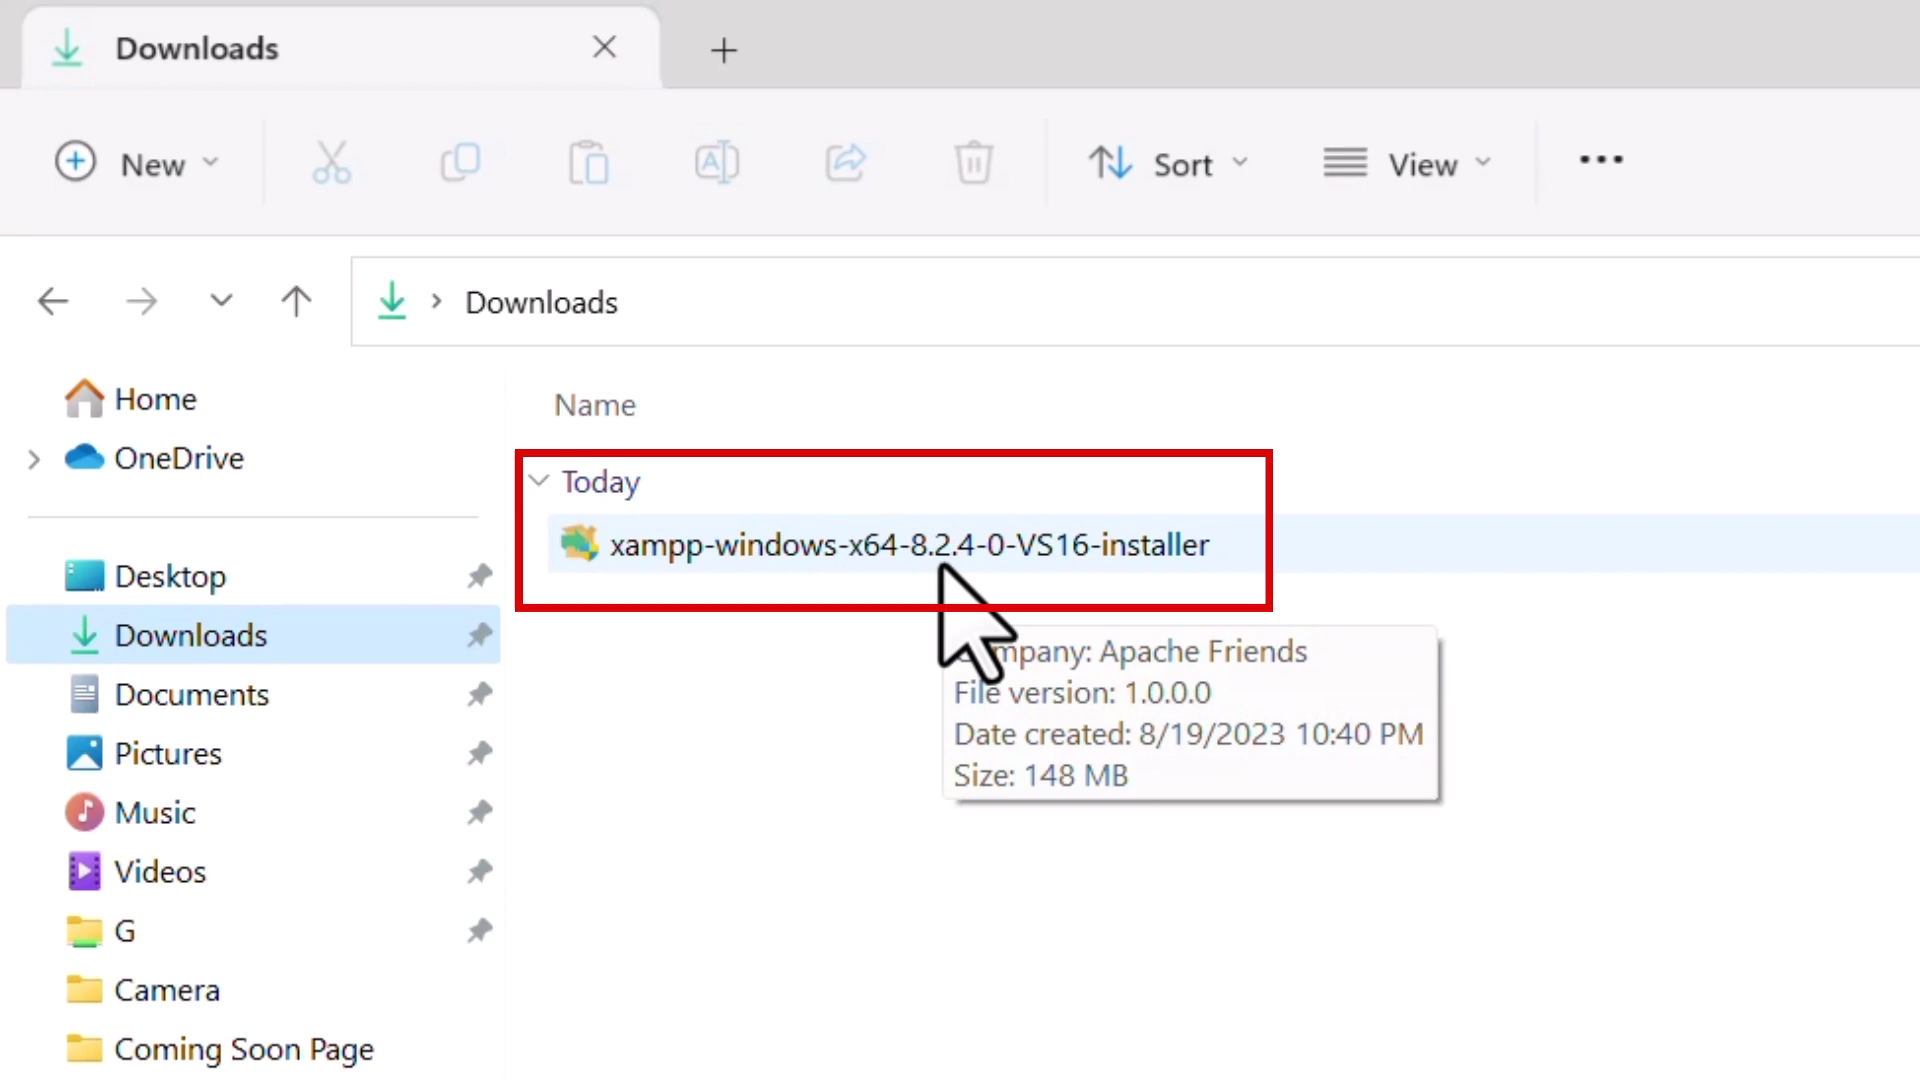 Downloads
New
Sort
View
Downloads
Home
OneDrive
Desktop
Downloads
Documents
Pictures
Music
Videos
G
Camera
Coming Soon Page
Name
Today
xampp-windows-x64-8.2.4-0-VS16-installer
mpany: Apache Friends
File version: 1.0.0.0
Date created: 8/19/2023 10:40 PM
Size: 148 MB